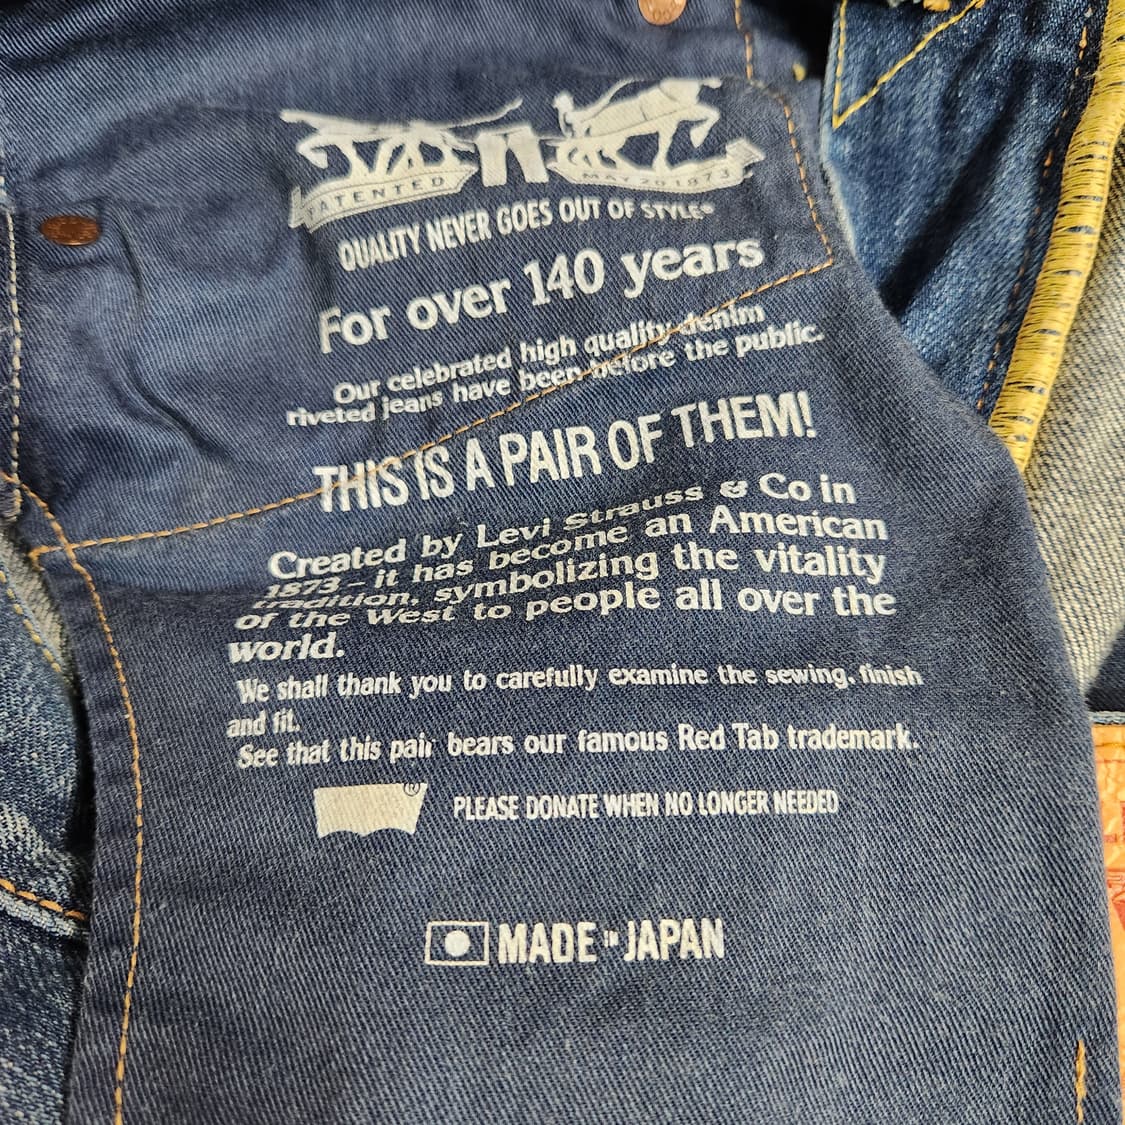 PATENTED MAY 20 1873
QUALITY NEVER GOES OUT OF STYLE®
For over 140 years
Our celebrated high quality denim
riveted jeans have been before the public.
THIS IS A PAIR OF THEM!
Created by Levi Strauss & Co in
1873 – it has become an American
tradition, symbolizing the vitality
of the West to people all over the
world.
We shall thank you to carefully examine the sewing, finish
and fit.
See that this pair bears our famous Red Tab trademark.
® PLEASE DONATE WHEN NO LONGER NEEDED
MADE IN JAPAN